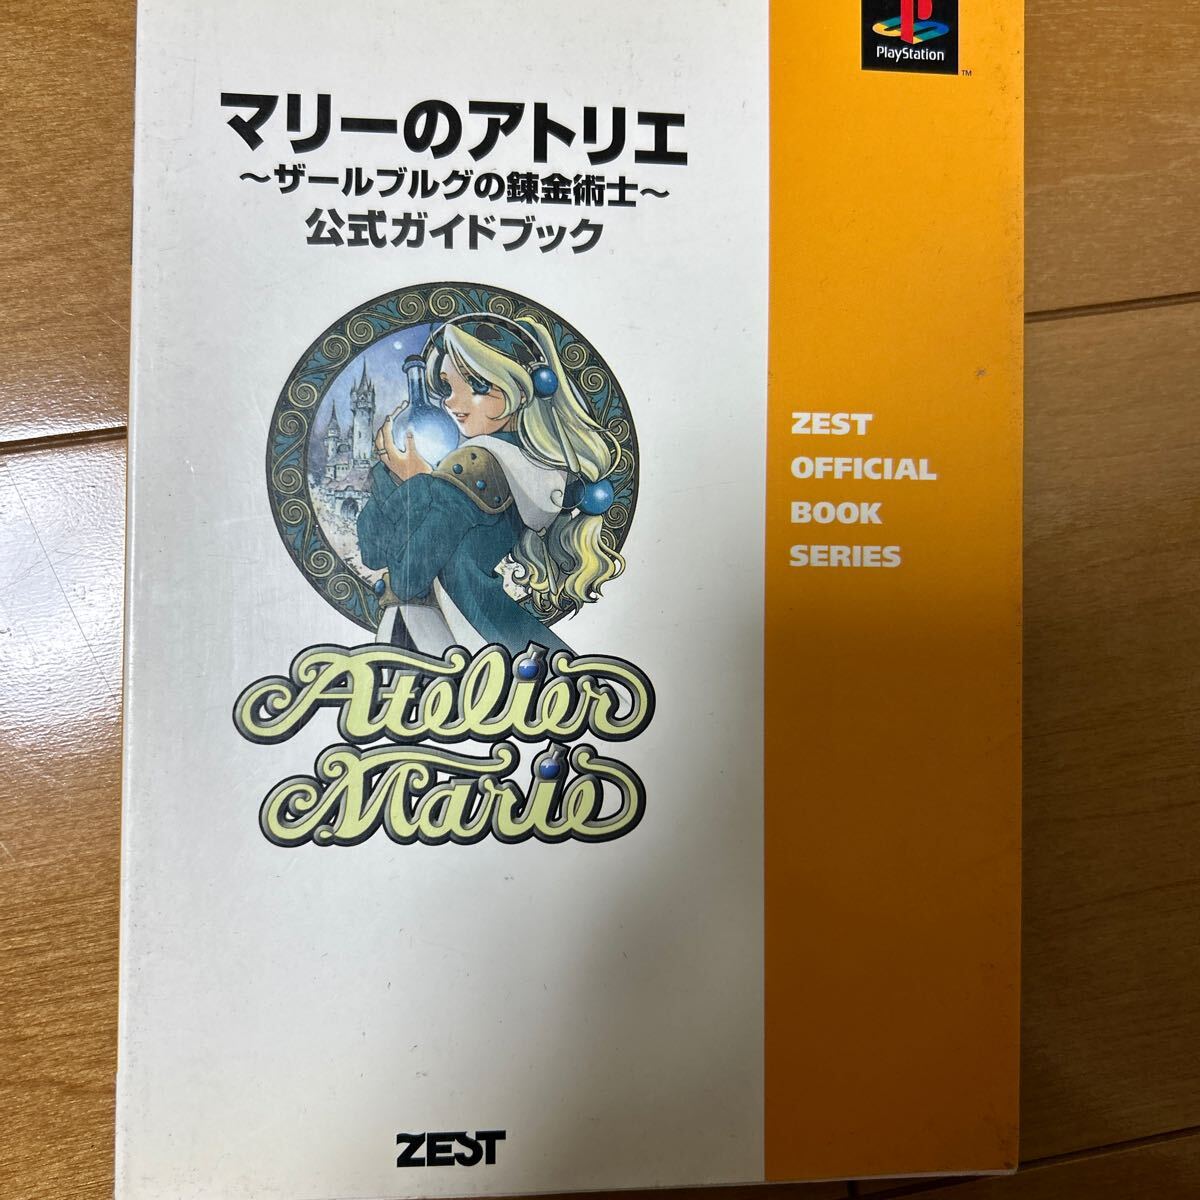 PlayStation
TM
マリーのアトリエ
～ザールブルグの錬金術士～
公式ガイドブック
ZEST
OFFICIAL
BOOK
SERIES
Atelier
Marie
ZEST